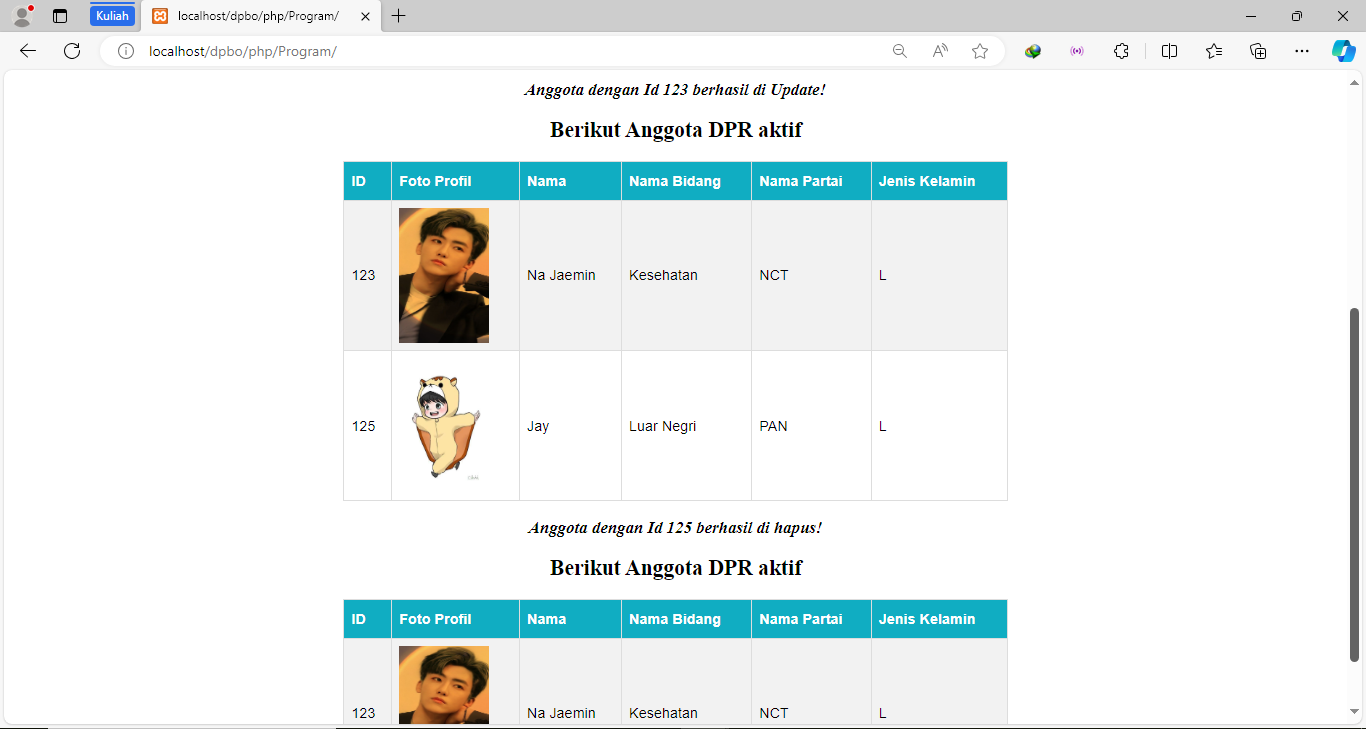 Kuliah
localhost/dpbo/php/Program/
localhost/dpbo/php/Program/
Anggota dengan Id 123 berhasil di Update!
Berikut Anggota DPR aktif
ID Foto Profil Nama Nama Bidang Nama Partai Jenis Kelamin
123 Na Jaemin Kesehatan NCT L
125 Jay Luar Negri PAN L
Anggota dengan Id 125 berhasil di hapus!
Berikut Anggota DPR aktif
ID Foto Profil Nama Nama Bidang Nama Partai Jenis Kelamin
123 Na Jaemin Kesehatan NCT L